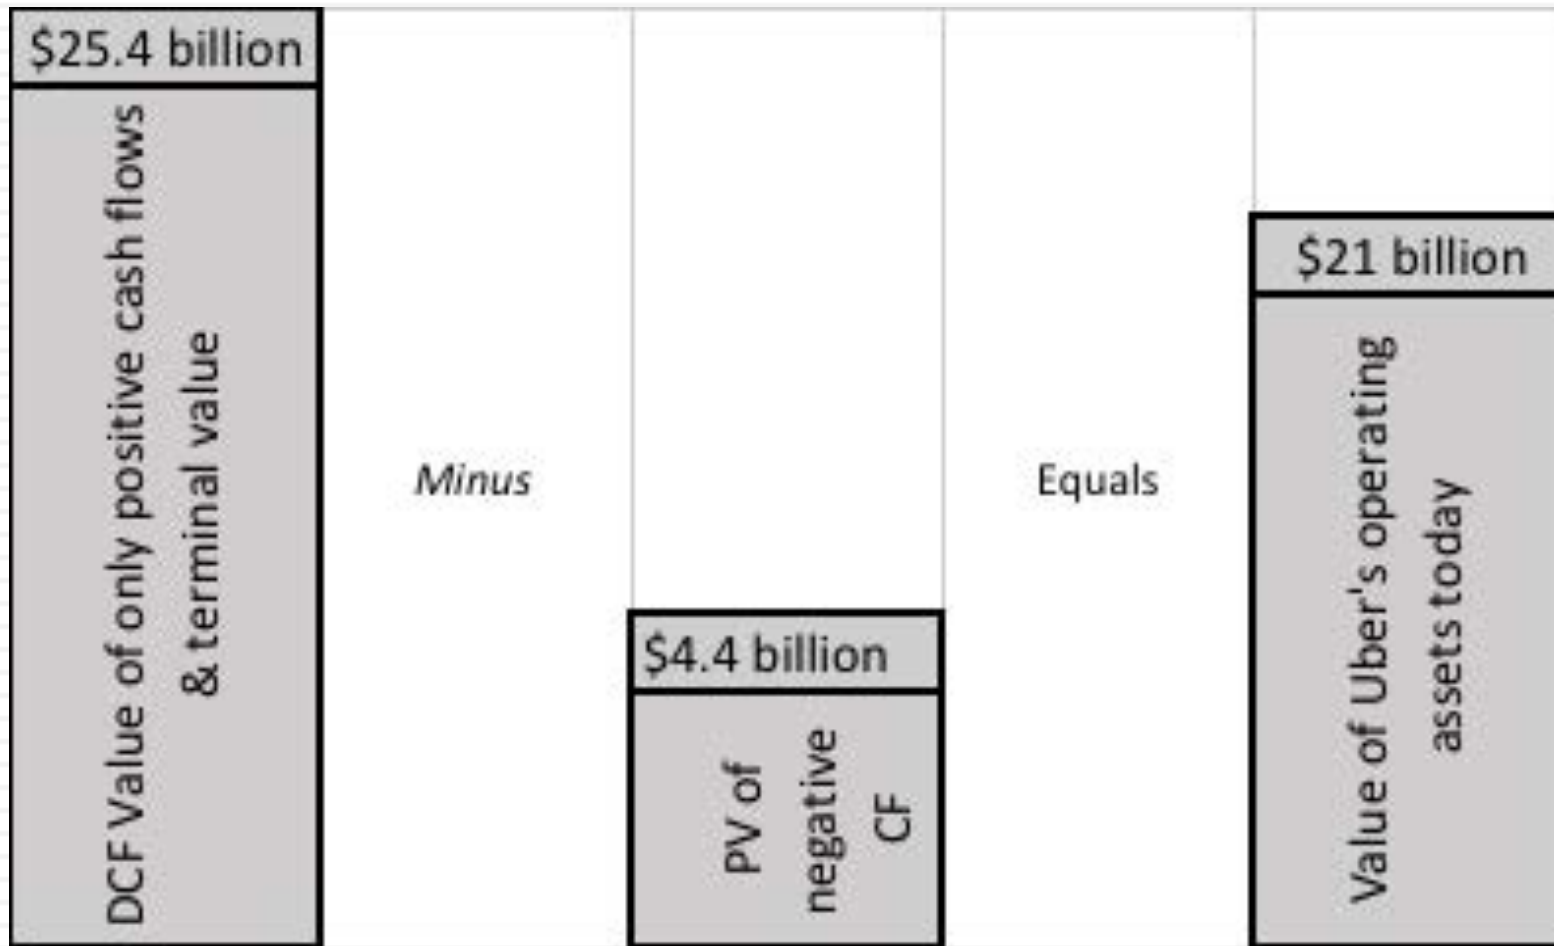 $25.4 billion
DCF Value of only positive cash flows
& terminal value
Minus
$4.4 billion
PV of
negative
CF
Equals
$21 billion
Value of Uber's operating
assets today